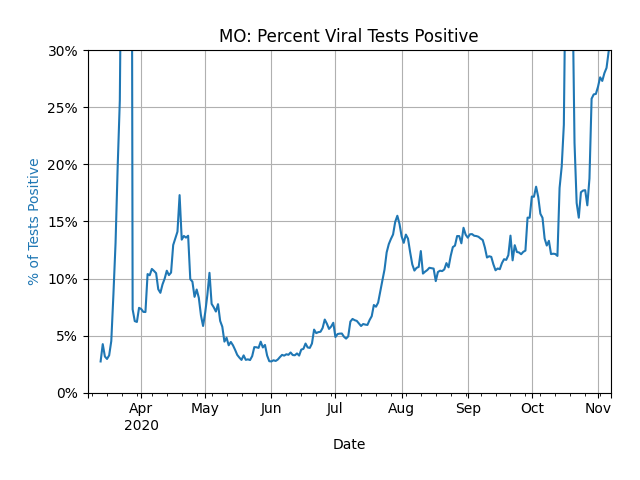 MO: Percent Viral Tests Positive
30%
25%
20%
15%
10%
5%
0%
% of Tests Positive
Apr May Jun Jul Aug Sep Oct Nov
2020
Date